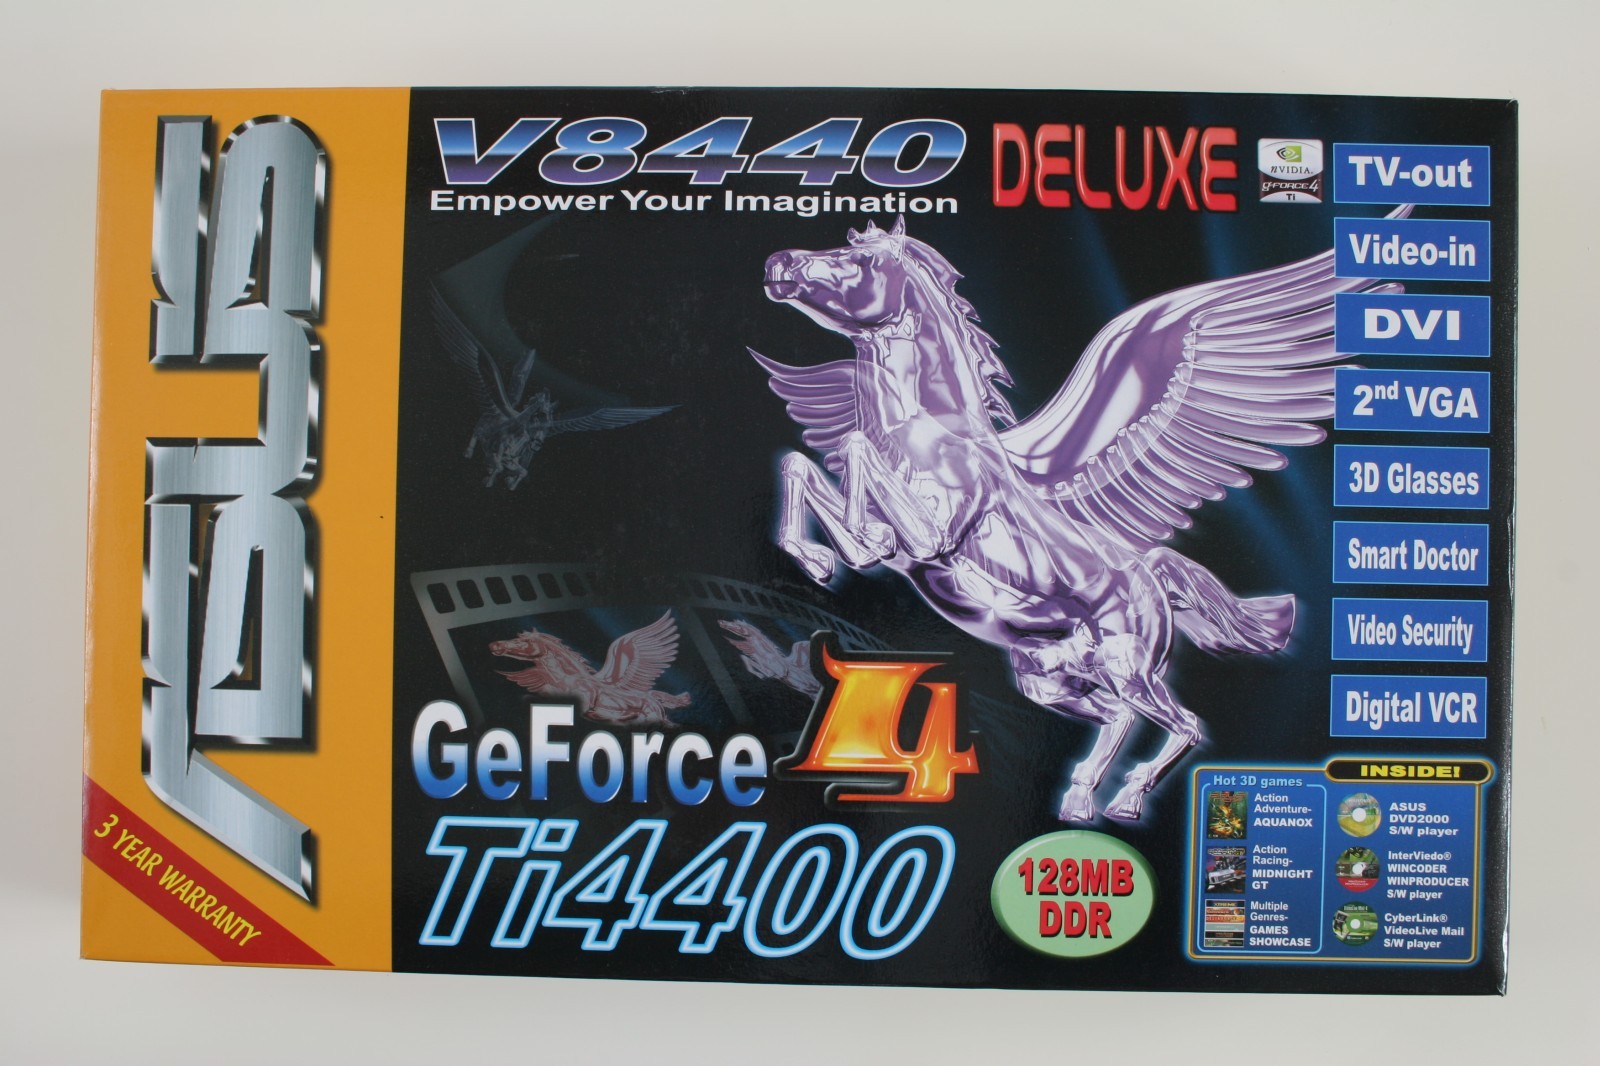 ASUS
3 YEAR WARRANTY
V8440 DELUXE
Empower Your Imagination
NVIDIA
GEFORCE4
TI
TV-out
Video-in
DVI
2nd VGA
3D Glasses
Smart Doctor
Video Security
Digital VCR
GeForce 4
Ti4400
128MB
DDR
INSIDE!
Hot 3D games
Action
Adventure-
AQUANOX
Action
Racing-
MIDNIGHT
GT
Multiple
Genres-
GAMES
SHOWCASE
ASUS
DVD2000
S/W player
InterViedo®
WINCODER
WINPRODUCER
S/W player
CyberLink®
VideoLive Mail
S/W player